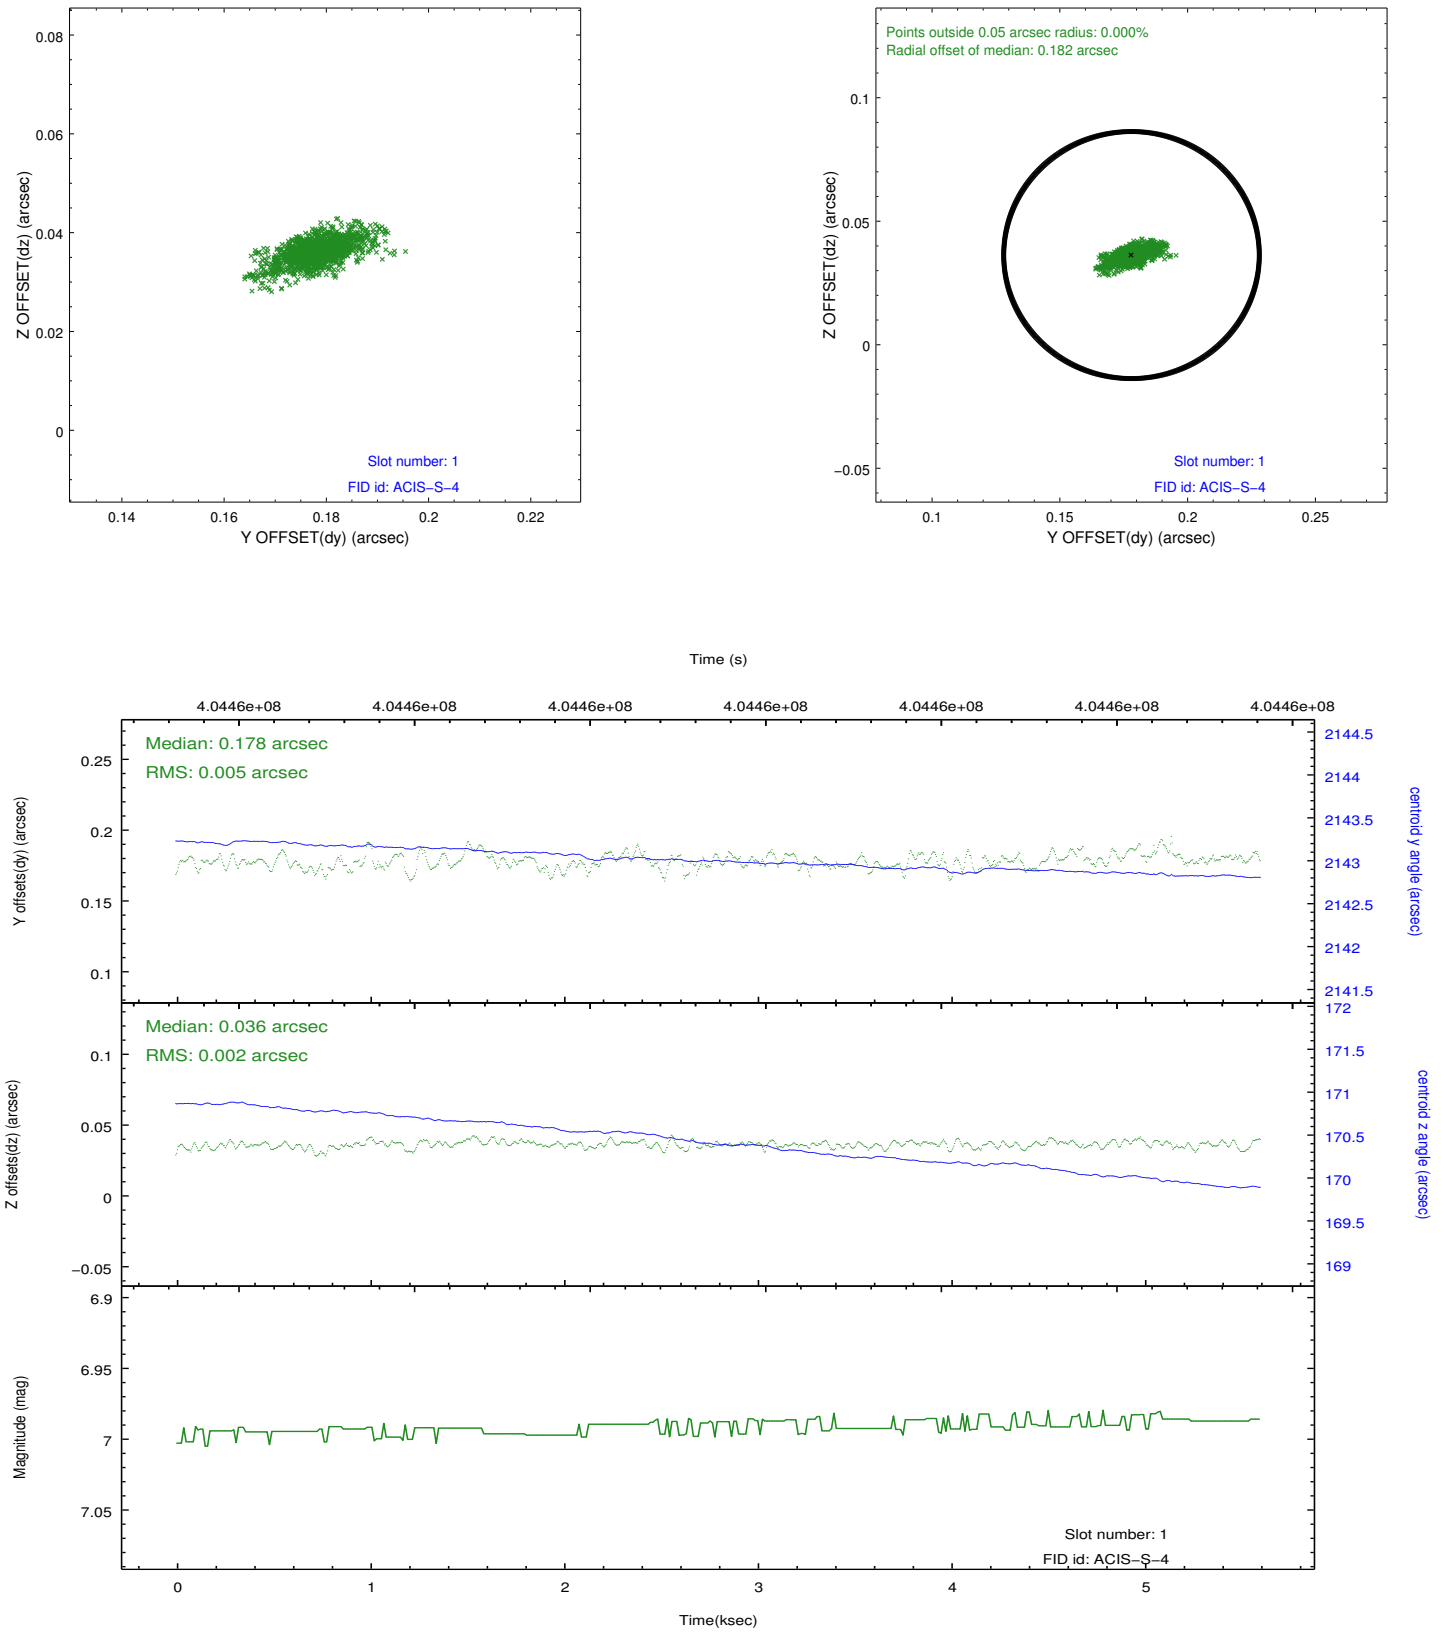 0.08
0.06
0.04
0.02
0
Z OFFSET(dz) (arcsec)
Slot number: 1
FID id: ACIS−S−4
0.14 0.16 0.18 0.2 0.22
Y OFFSET(dy) (arcsec)
Points outside 0.05 arcsec radius: 0.000%
Radial offset of median: 0.182 arcsec
0.1
0.05
0
−0.05
Z OFFSET(dz) (arcsec)
Slot number: 1
FID id: ACIS−S−4
0.1 0.15 0.2 0.25
Y OFFSET(dy) (arcsec)
Time (s)
4.0446e+08 4.0446e+08 4.0446e+08 4.0446e+08 4.0446e+08 4.0446e+08 4.0446e+08
Median: 0.178 arcsec
RMS: 0.005 arcsec
0.25
0.2
0.15
0.1
Y offsets(dy) (arcsec)
2144.5
2144
2143.5
2143
2142.5
2142
2141.5
centroid y angle (arcsec)
Median: 0.036 arcsec
RMS: 0.002 arcsec
0.1
0.05
0
−0.05
Z offsets(dz) (arcsec)
172
171.5
171
170.5
170
169.5
169
centroid z angle (arcsec)
6.9
6.95
7
7.05
Magnitude (mag)
Slot number: 1
FID id: ACIS−S−4
0 1 2 3 4 5
Time(ksec)